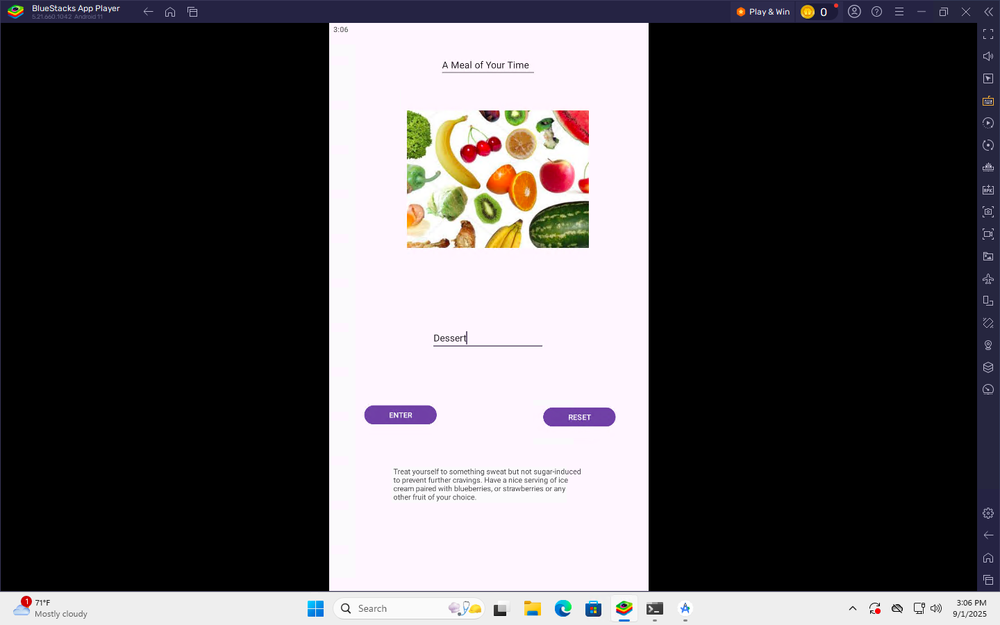 BlueStacks App Player
5.21.660.1042 Android 11
Play & Win
0
3:06
A Meal of Your Time
Dessert
ENTER
RESET
Treat yourself to something sweat but not sugar-induced
to prevent further cravings. Have a nice serving of ice
cream paired with blueberries, or strawberries or any
other fruit of your choice.
APK
1
71°F
Mostly cloudy
Search
3:06 PM
9/1/2025